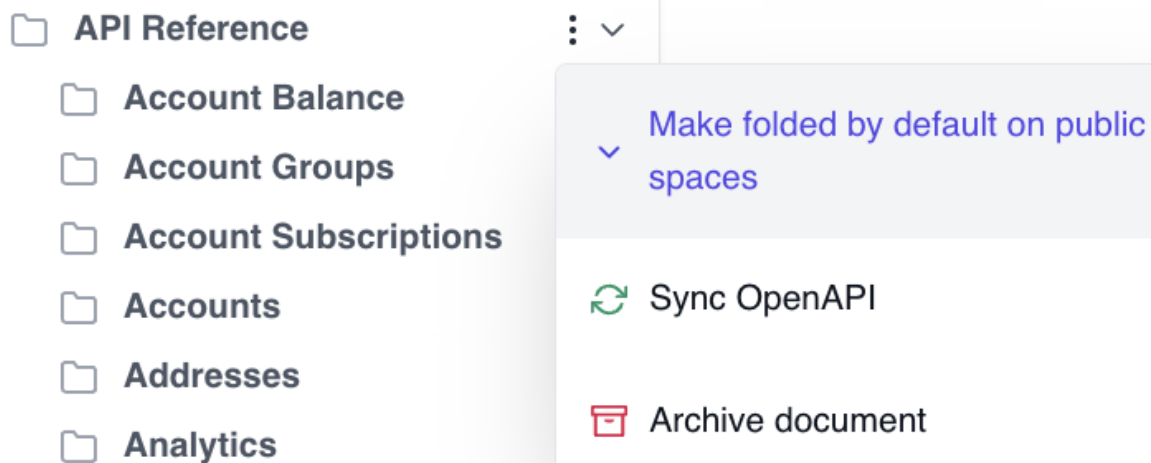 API Reference
Account Balance
Account Groups
Account Subscriptions
Accounts
Addresses
Analytics
Make folded by default on public
spaces
Sync OpenAPI
Archive document